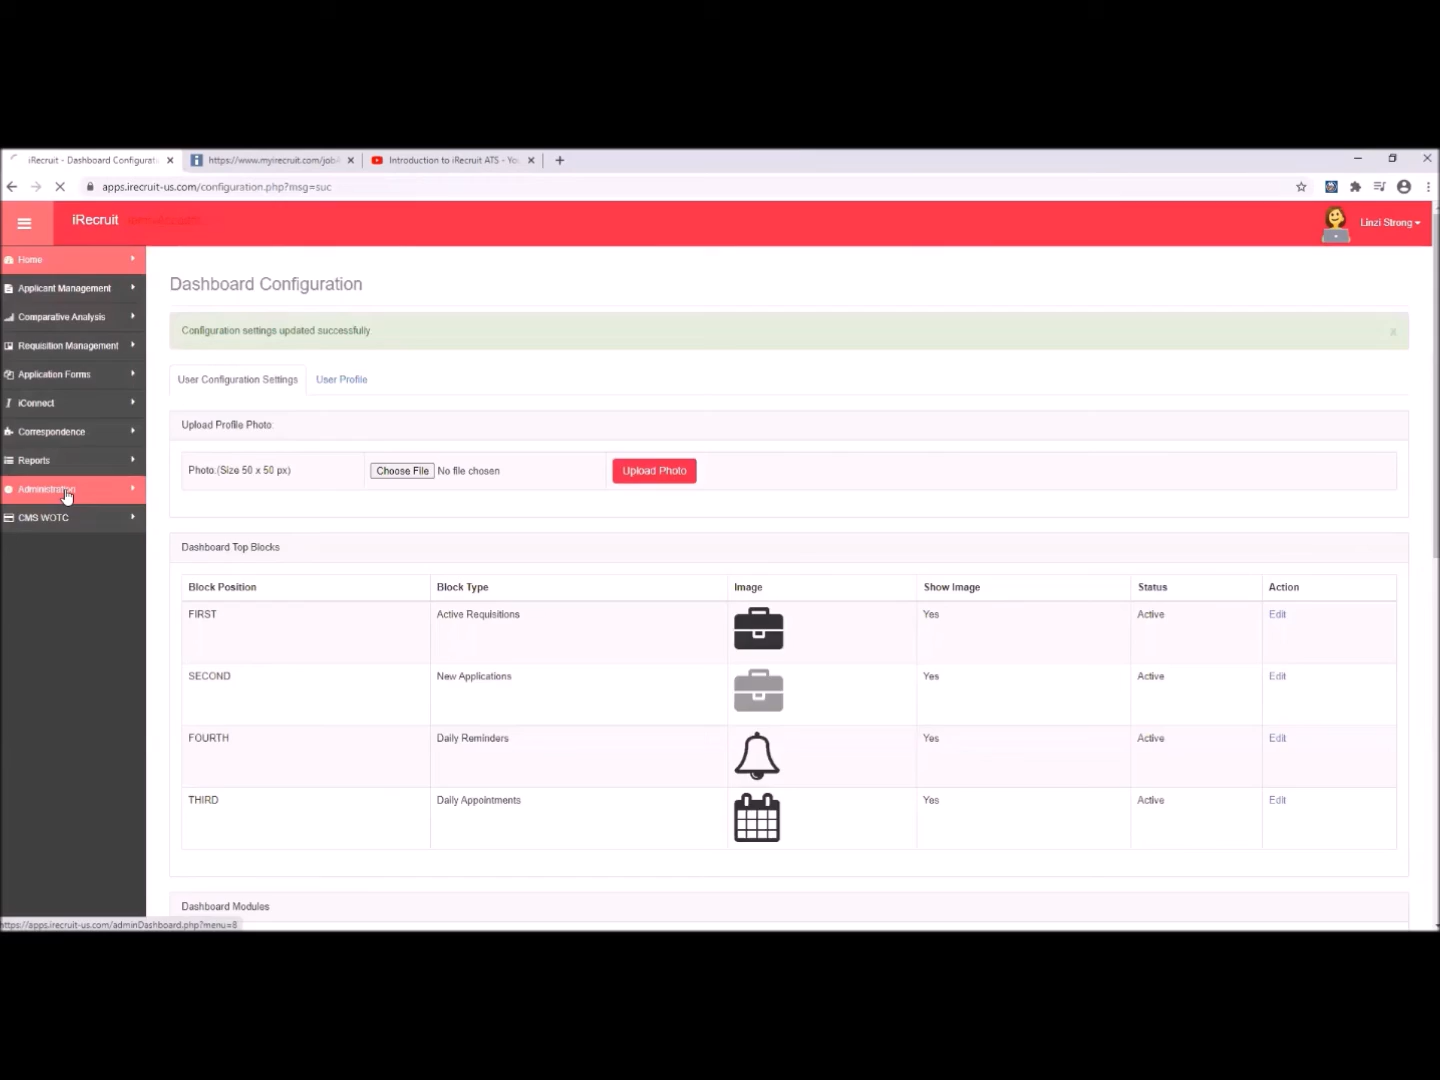 iRecruit - Dashboard Configurat
https://www.myirecruit.com/job-
Introduction to iRecruit ATS - Yo
apps.irecruit-us.com/configuration.php?msg=suc
iRecruit
Linzi Strong
Home
Applicant Management
Comparative Analysis
Requisition Management
Application Forms
iConnect
Correspondence
Reports
Administration
CMS WOTC
Dashboard Configuration
Configuration settings updated successfully
x
User Configuration Settings
User Profile
Upload Profile Photo:
Photo:(Size 50 x 50 px)
Choose File No file chosen
Upload Photo
Dashboard Top Blocks
Block Position Block Type Image Show Image Status Action
FIRST Active Requisitions Yes Active Edit
SECOND New Applications Yes Active Edit
FOURTH Daily Reminders Yes Active Edit
THIRD Daily Appointments Yes Active Edit
Dashboard Modules
https://apps.irecruit-us.com/adminDashboard.php?menu=8